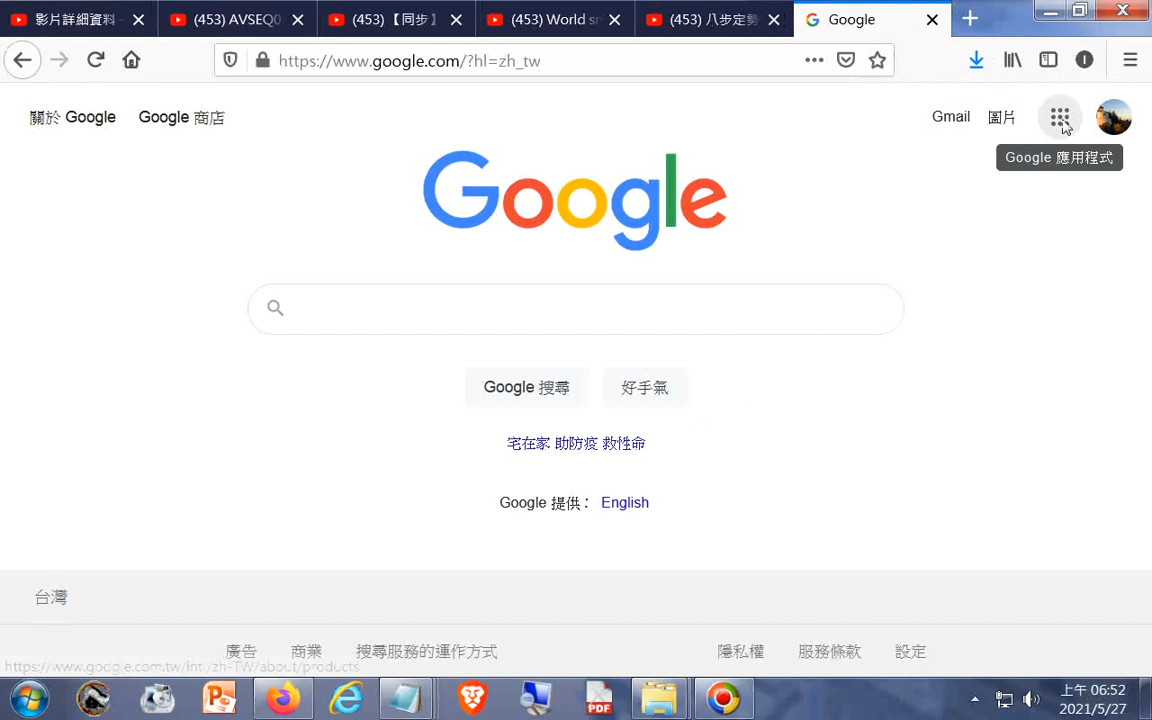 影片詳細資料
(453) AVSEQ0
(453) 【同步】
(453) World sn
(453) 八步定勢
Google
https://www.google.com/?hl=zh_tw
關於 Google
Google 商店
Gmail
圖片
Google 應用程式
Google
Google 搜尋
好手氣
宅在家 助防疫 救性命
Google 提供： English
台灣
廣告
商業
搜尋服務的運作方式
隱私權
服務條款
設定
https://www.google.com.tw/intl/zh-TW/about/products
PDF
上午 06:52
2021/5/27